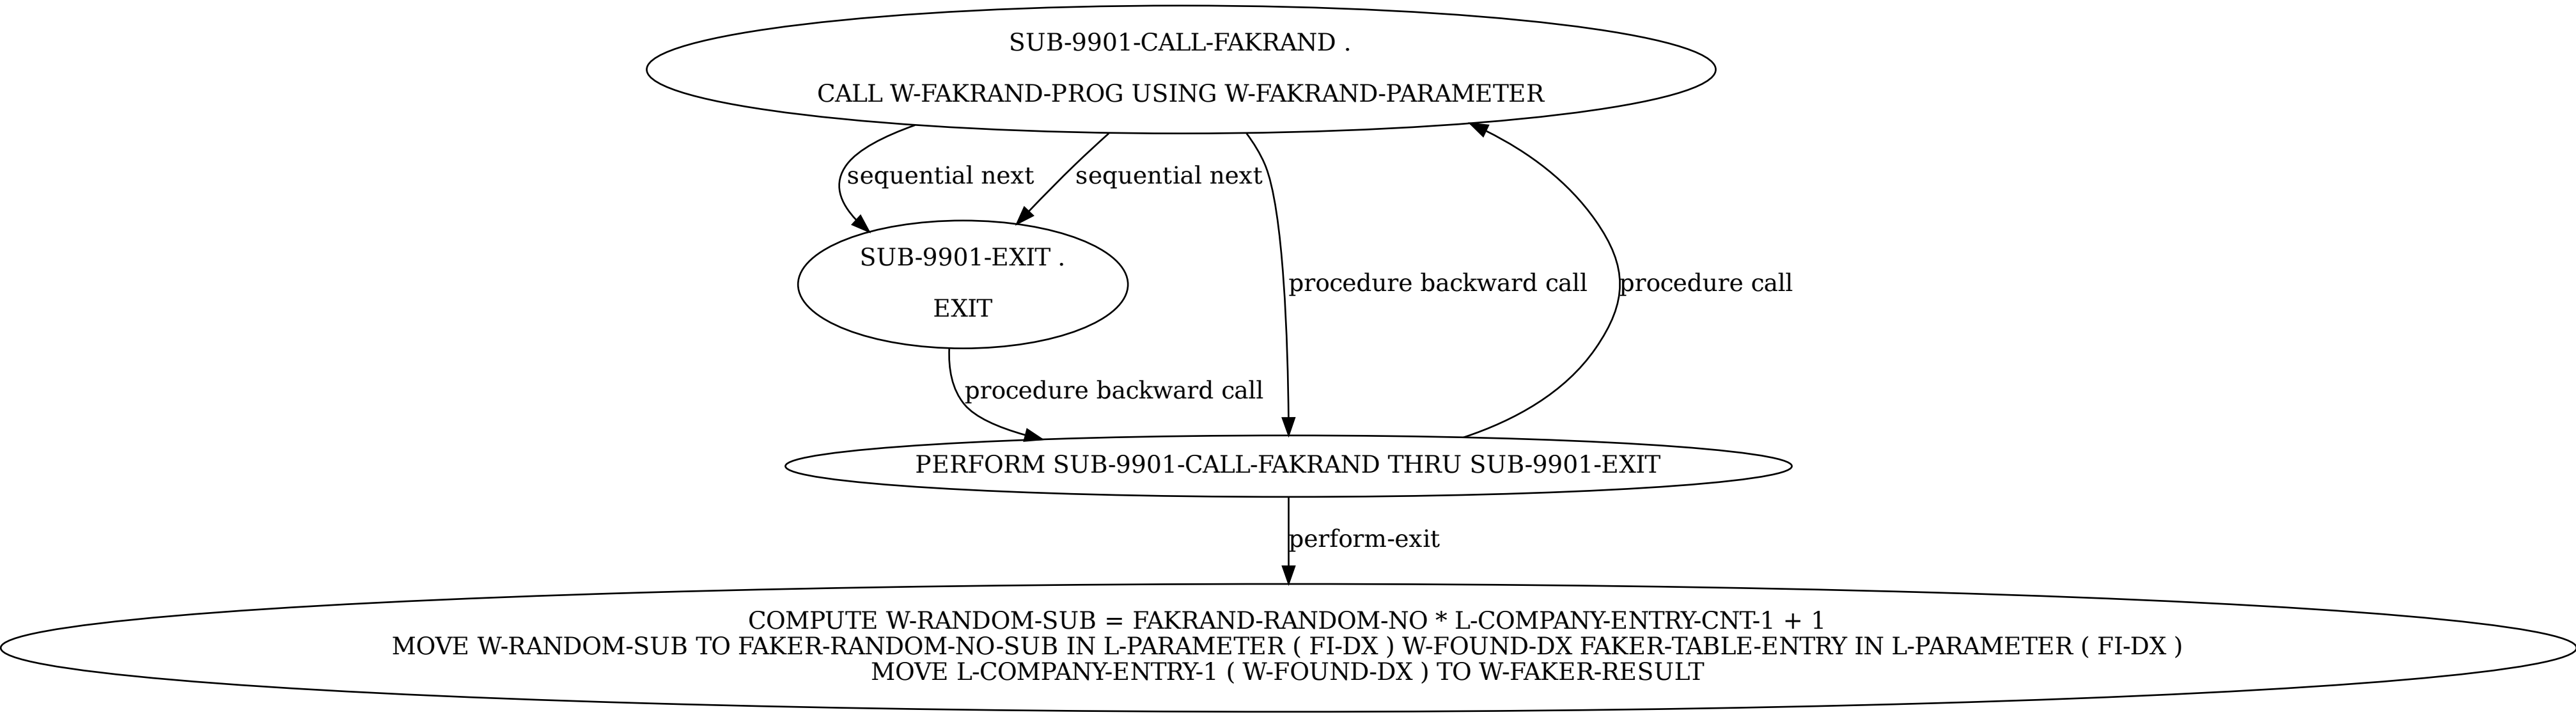 SUB-9901-CALL-FAKRAND .
CALL W-FAKRAND-PROG USING W-FAKRAND-PARAMETER
sequential next
sequential next
SUB-9901-EXIT .
EXIT
procedure backward call
procedure call
procedure backward call
PERFORM SUB-9901-CALL-FAKRAND THRU SUB-9901-EXIT
perform-exit
COMPUTE W-RANDOM-SUB = FAKRAND-RANDOM-NO * L-COMPANY-ENTRY-CNT-1 + 1
MOVE W-RANDOM-SUB TO FAKER-RANDOM-NO-SUB IN L-PARAMETER ( FI-DX ) W-FOUND-DX FAKER-TABLE-ENTRY IN L-PARAMETER ( FI-DX )
MOVE L-COMPANY-ENTRY-1 ( W-FOUND-DX ) TO W-FAKER-RESULT